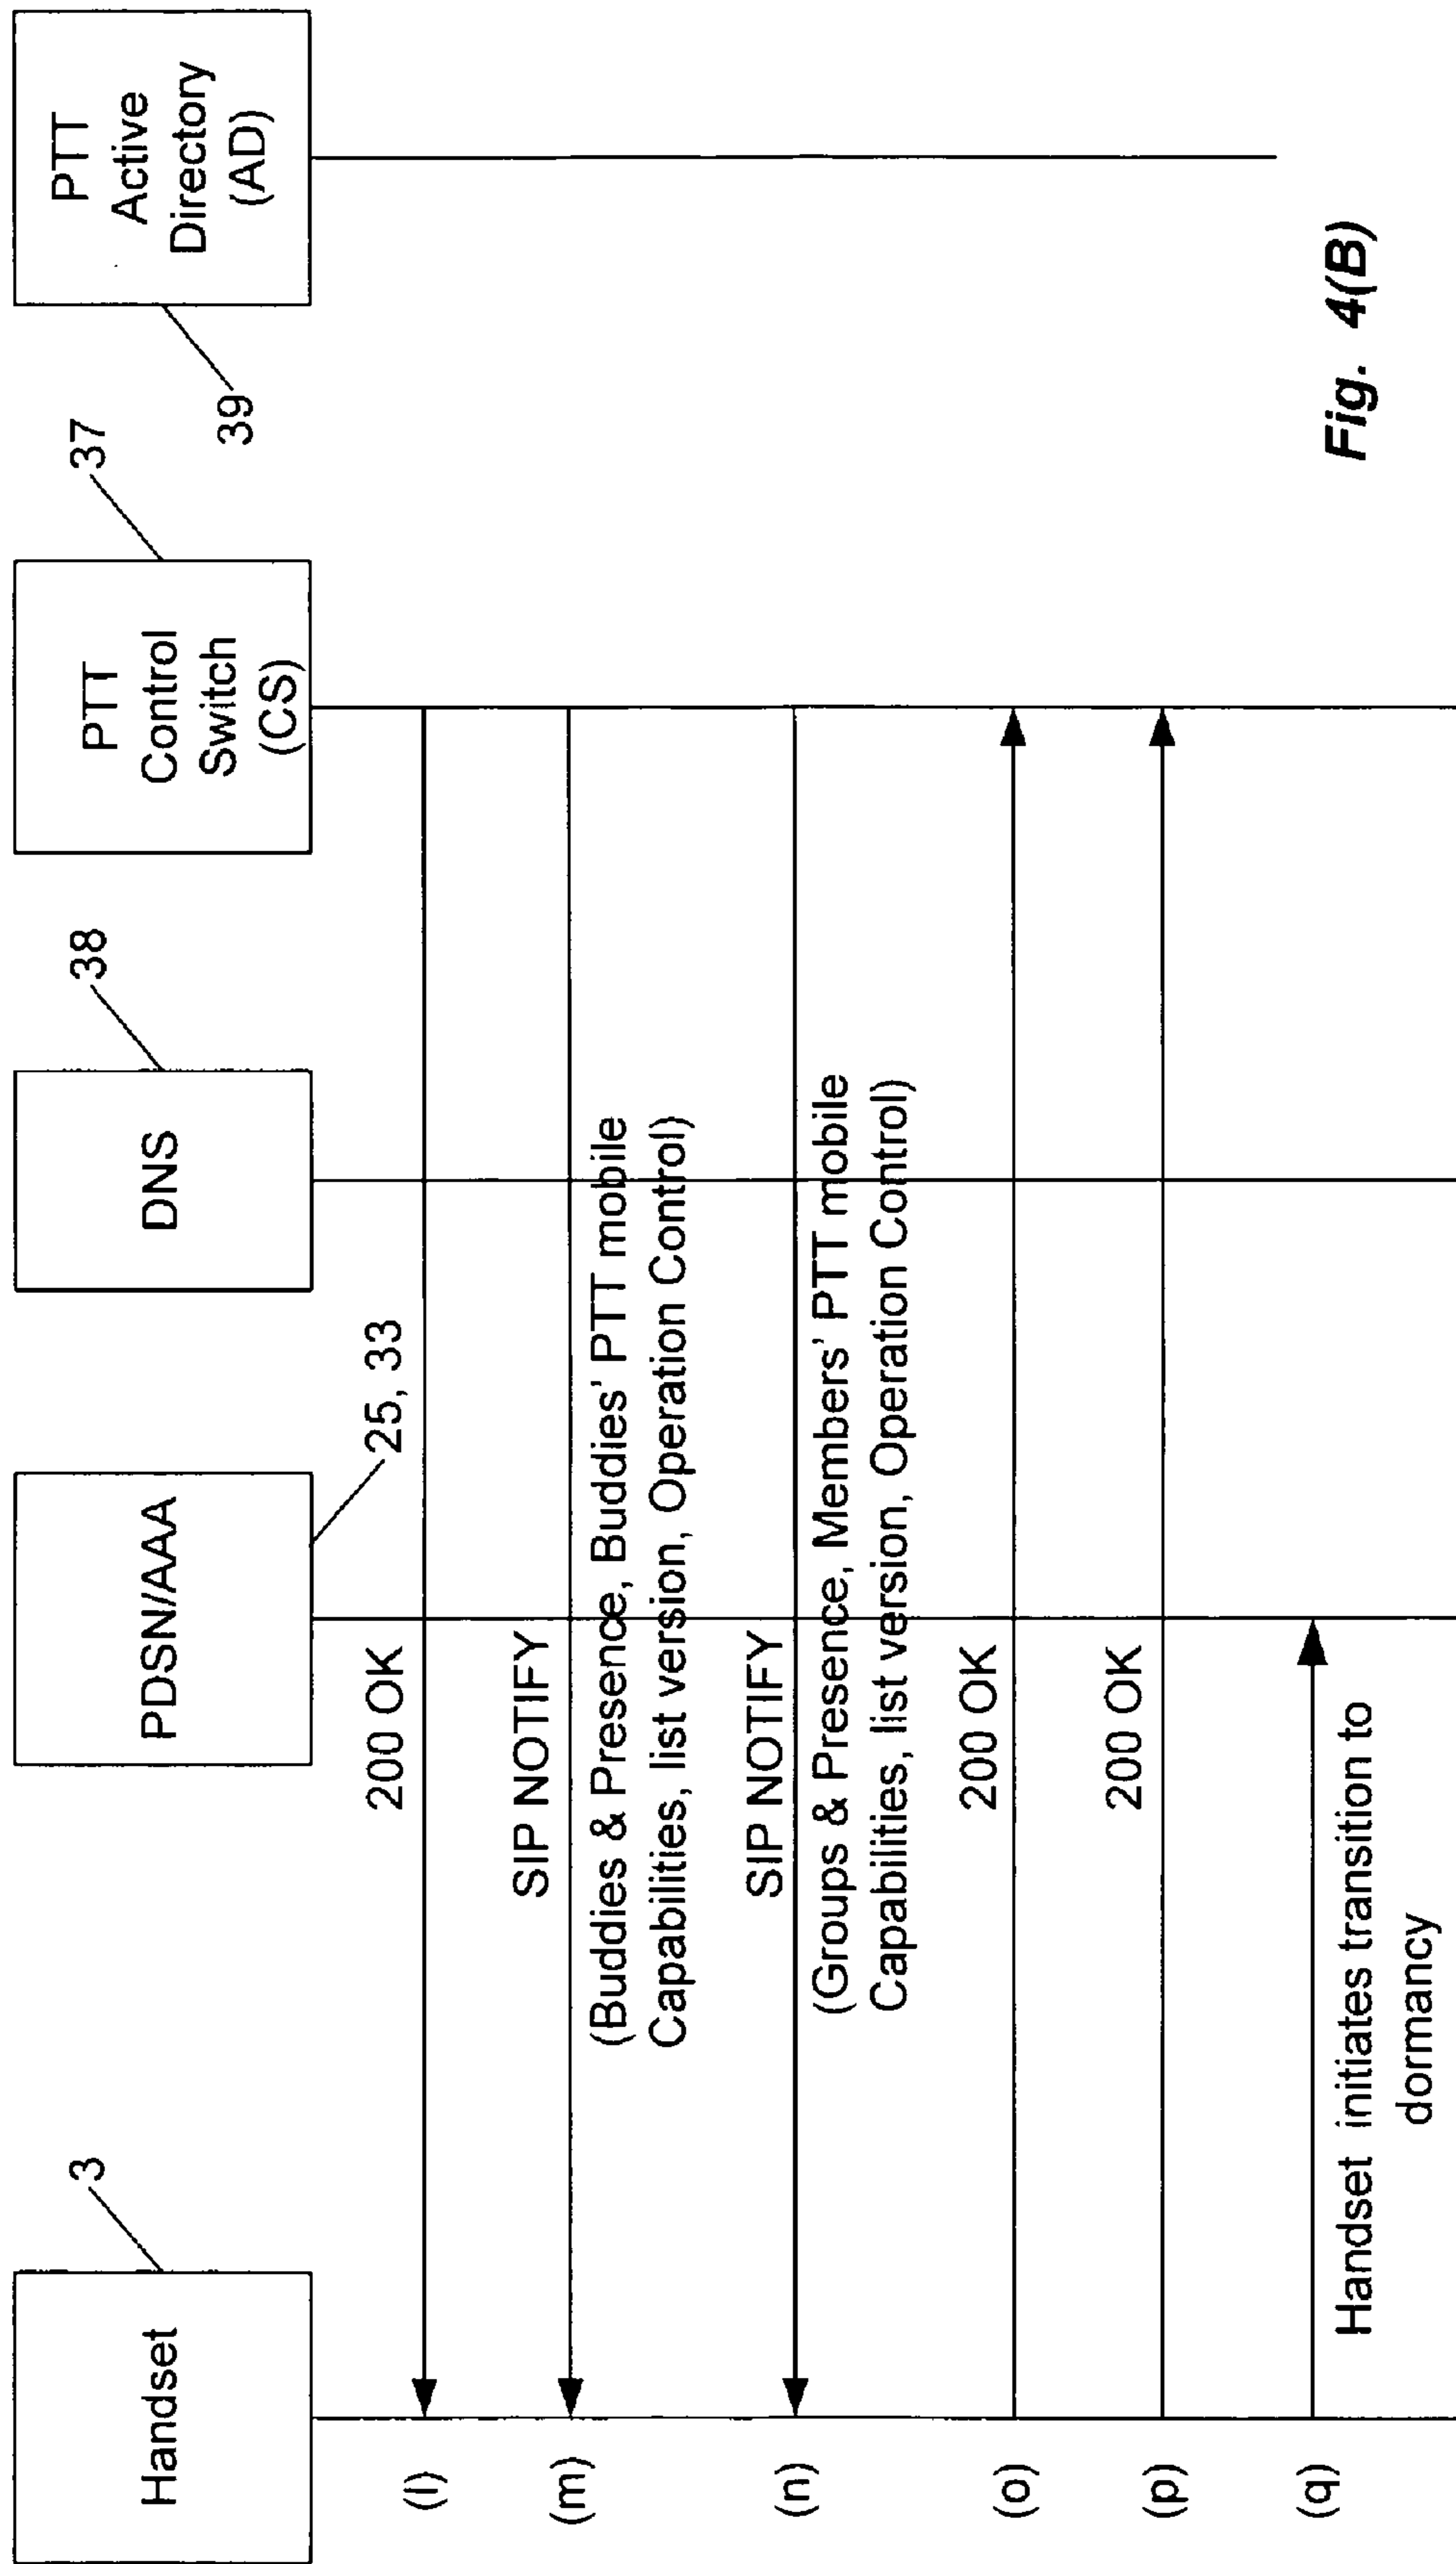 3
25, 33
38
37
39
Handset
PDSN/AAA
DNS
PTT
Control
Switch
(CS)
PTT
Active
Directory
(AD)
(l)
200 OK
(m)
SIP NOTIFY
(Buddies & Presence, Buddies' PTT mobile
Capabilities, list version, Operation Control)
(n)
SIP NOTIFY
(Groups & Presence, Members' PTT mobile
Capabilities, list version, Operation Control)
(o)
200 OK
(p)
200 OK
(q)
Handset initiates transition to
dormancy
Fig. 4(B)